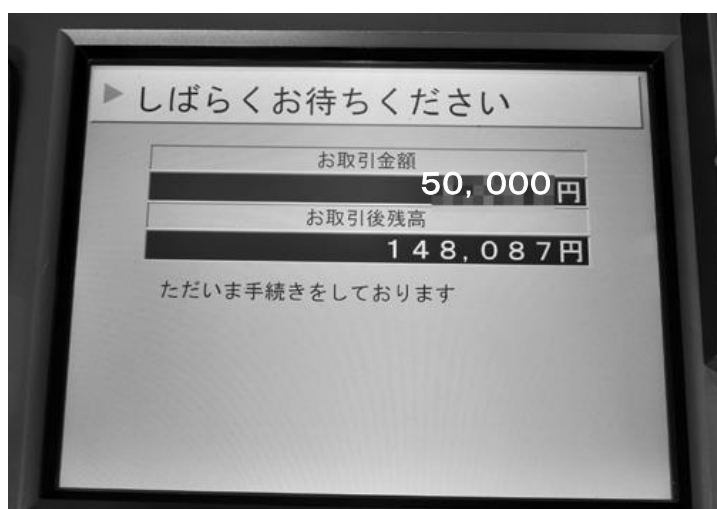 しばらくお待ちください
お取引金額
50,000円
お取引後残高
148,087円
ただいま手続きをしております